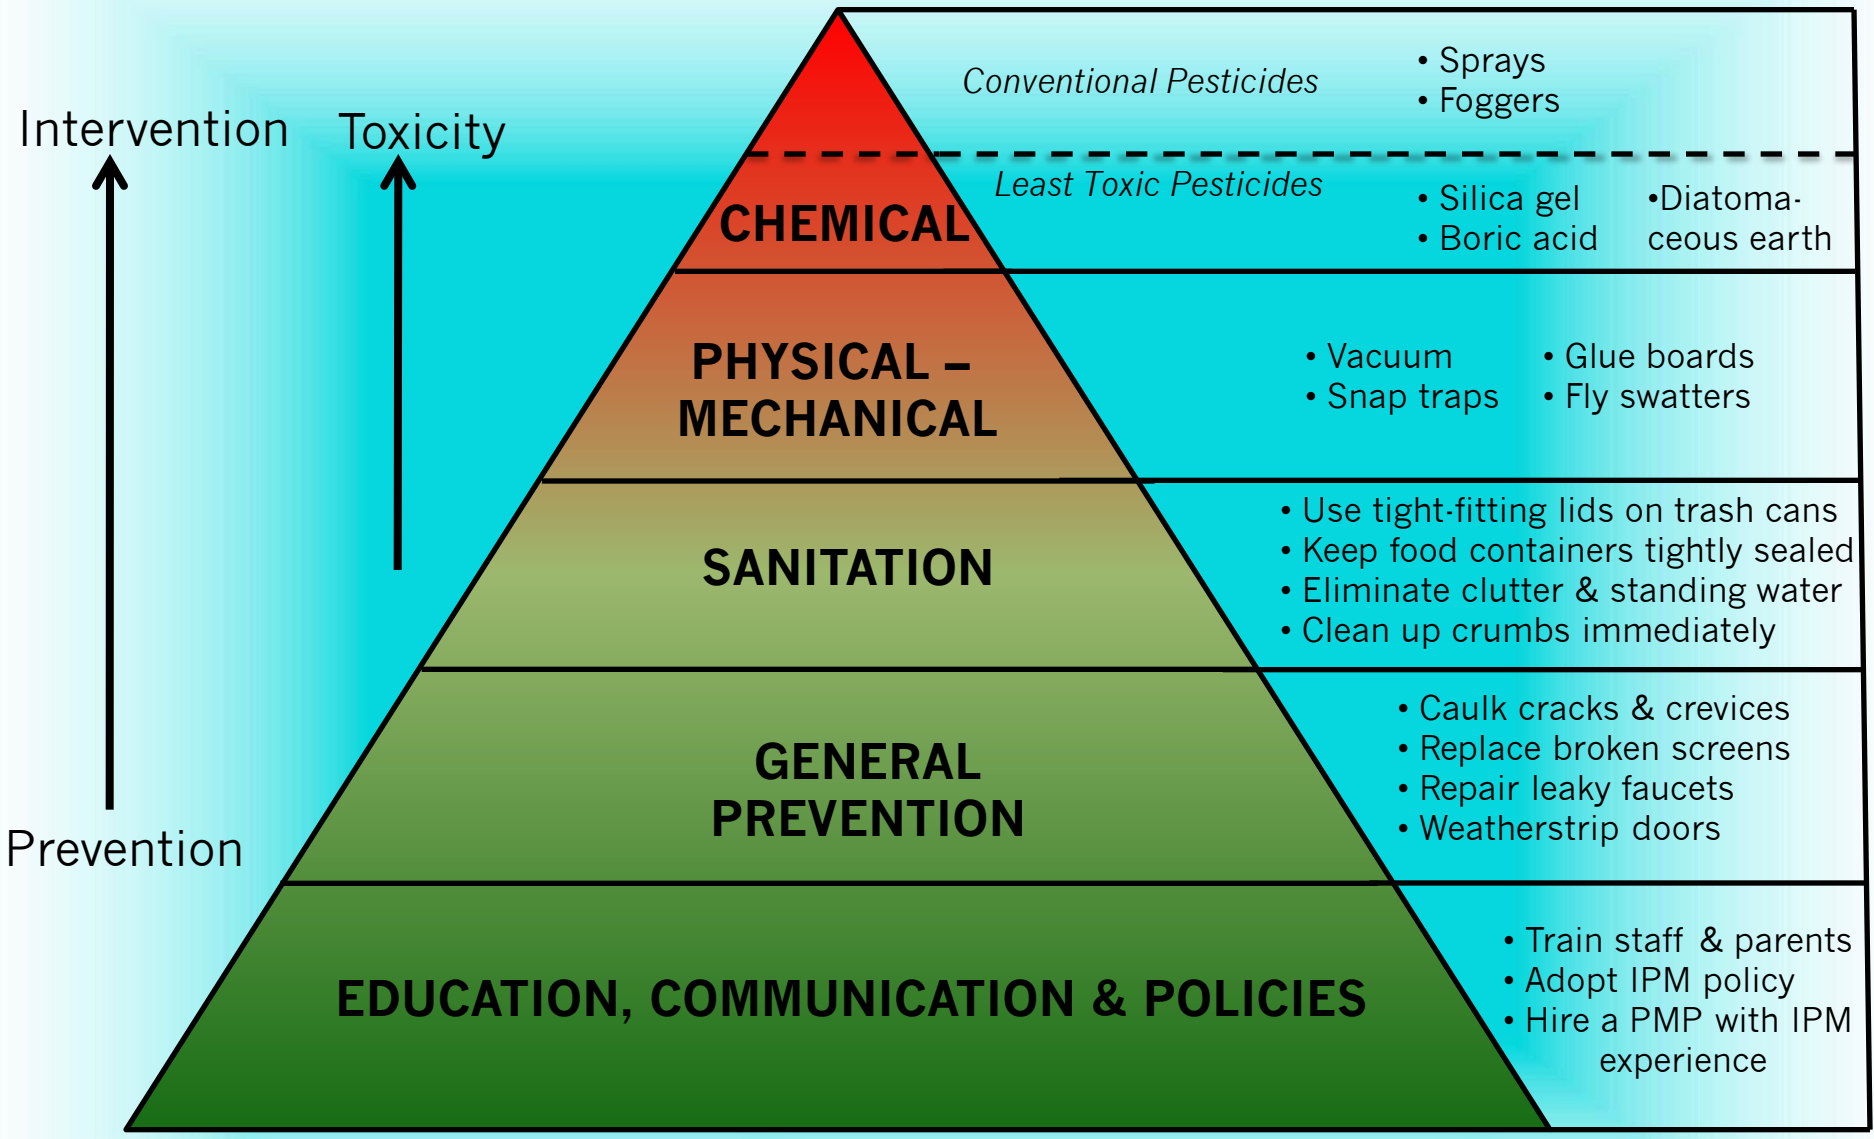 Intervention
Toxicity
Prevention
Conventional Pesticides
• Sprays
• Foggers
Least Toxic Pesticides
CHEMICAL
• Silica gel
• Boric acid
•Diatoma-
ceous earth
PHYSICAL –
MECHANICAL
• Vacuum
• Snap traps
• Glue boards
• Fly swatters
SANITATION
• Use tight-fitting lids on trash cans
• Keep food containers tightly sealed
• Eliminate clutter & standing water
• Clean up crumbs immediately
GENERAL
PREVENTION
• Caulk cracks & crevices
• Replace broken screens
• Repair leaky faucets
• Weatherstrip doors
EDUCATION, COMMUNICATION & POLICIES
• Train staff & parents
• Adopt IPM policy
• Hire a PMP with IPM
experience